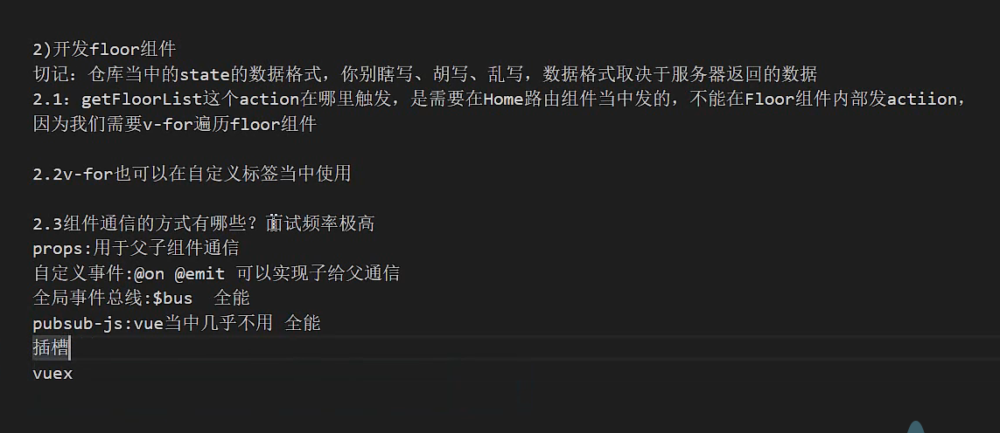 2)开发floor组件
切记：仓库当中的state的数据格式，你别瞎写、胡写、乱写，数据格式取决于服务器返回的数据
2.1：getFloorList这个action在哪里触发，是需要在Home路由组件当中发的，不能在Floor组件内部发actiion，
因为我们需要v-for遍历floor组件
2.2v-for也可以在自定义标签当中使用
2.3组件通信的方式有哪些？面试频率极高
props:用于父子组件通信
自定义事件:@on @emit 可以实现子给父通信
全局事件总线:$bus  全能
pubsub-js:vue当中几乎不用 全能
插槽
vuex